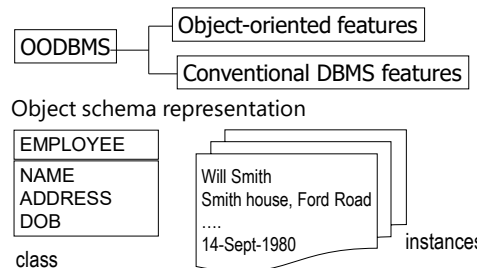 Object-oriented features
OODBMS
Conventional DBMS features
Object schema representation
EMPLOYEE
NAME
ADDRESS
DOB
class
Will Smith
Smith house, Ford Road
....
14-Sept-1980
instances